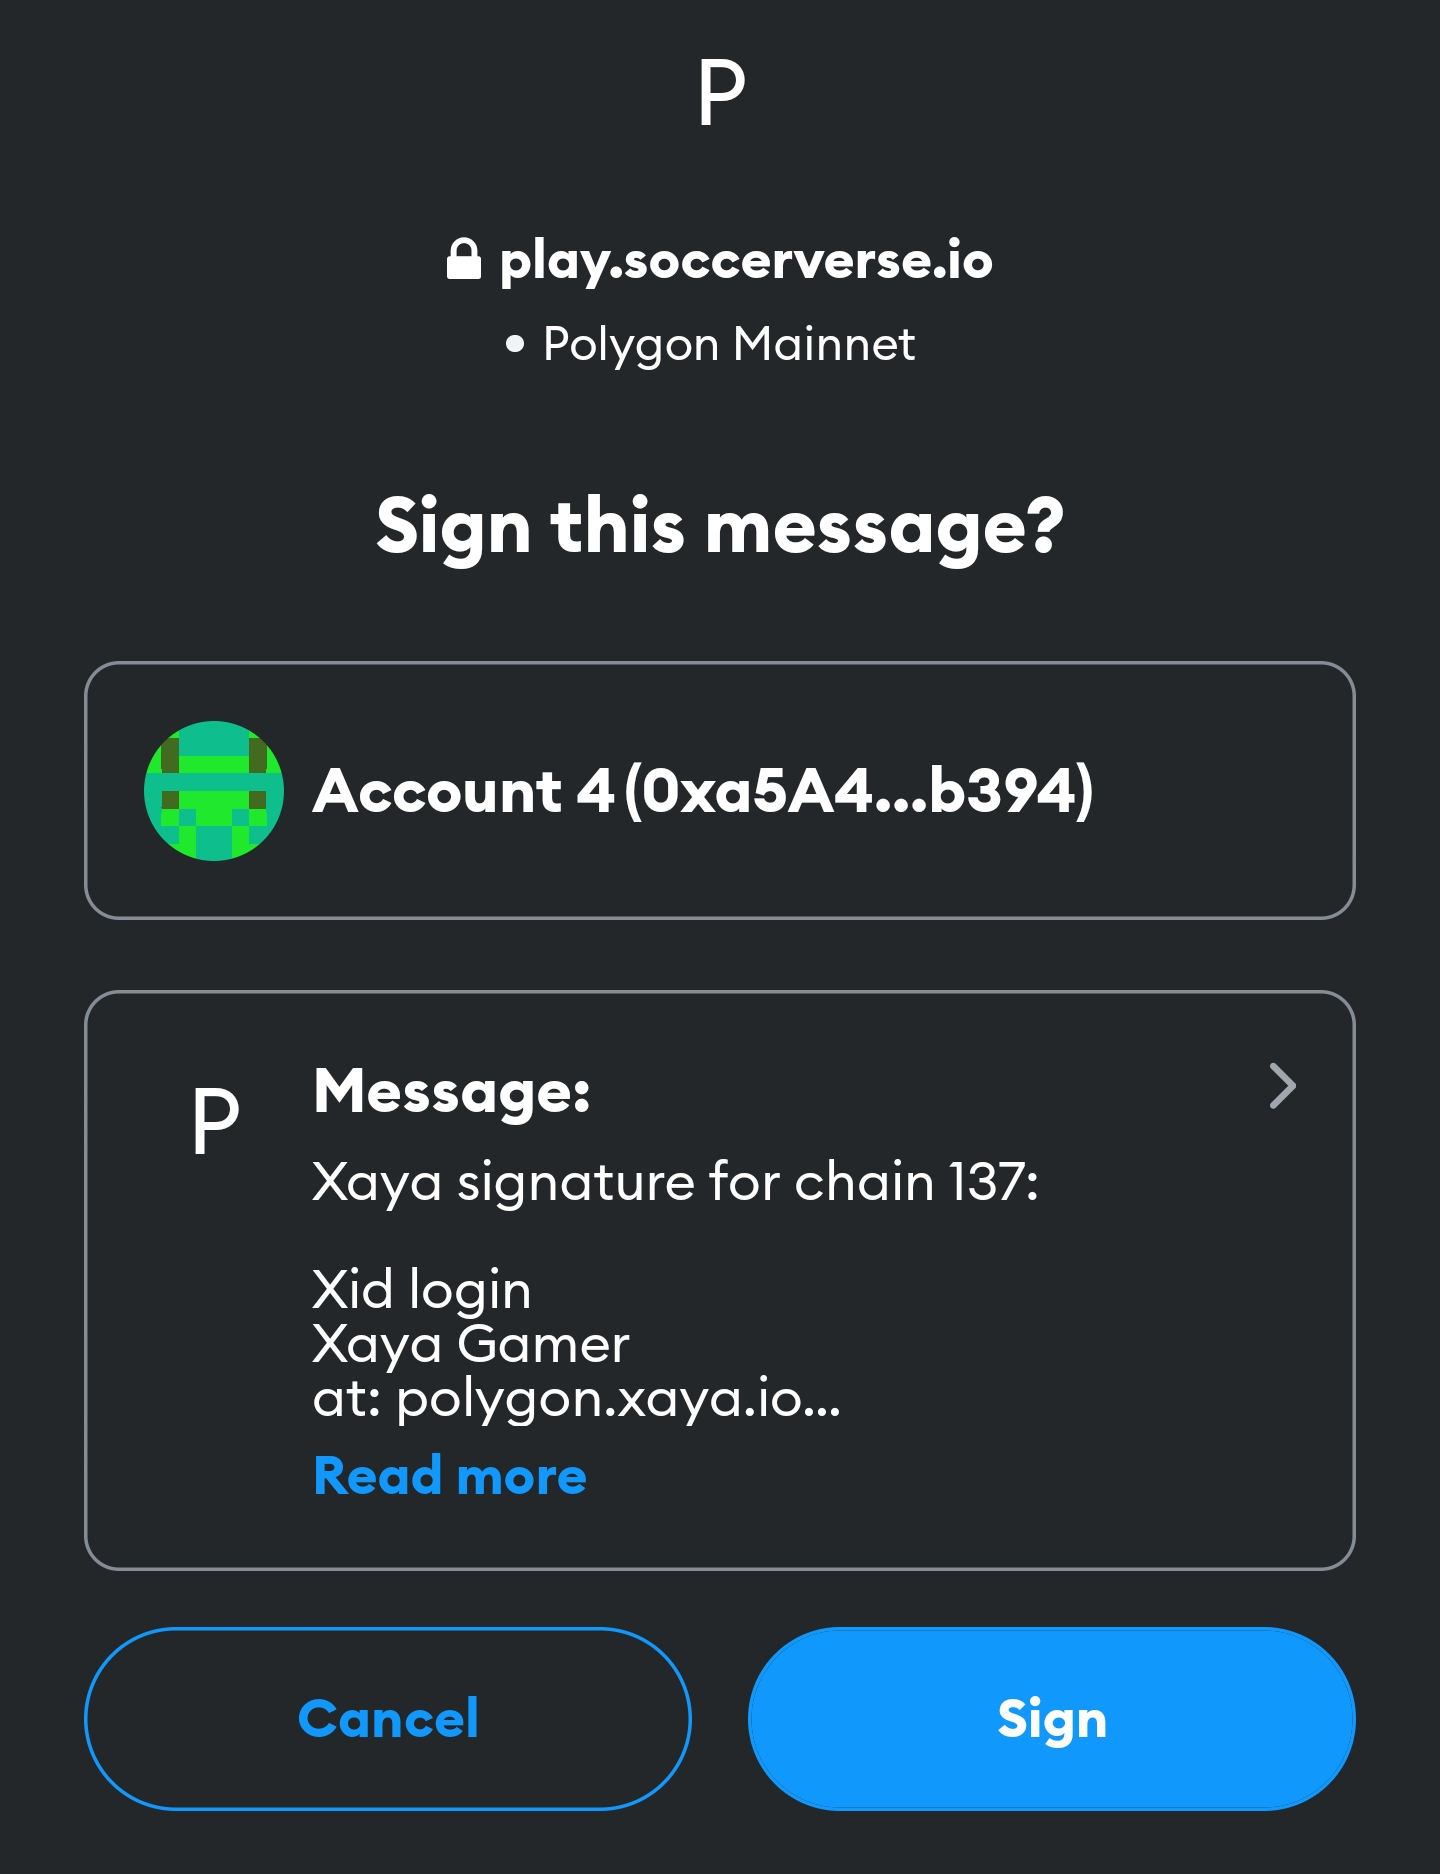 P
play.soccerverse.io
• Polygon Mainnet
Sign this message?
Account 4 (0xa5A4...b394)
P
Message:
Xaya signature for chain 137:
Xid login
Xaya Gamer
at: polygon.xaya.io...
Read more
Cancel
Sign